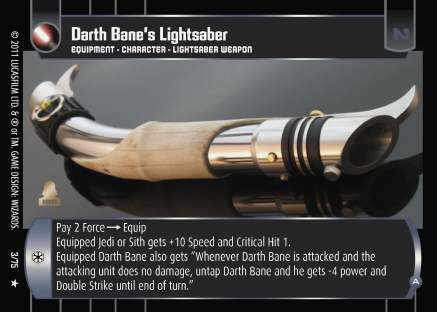 Darth Bane's Lightsaber
EQUIPMENT - CHARACTER - LIGHTSABER WEAPON
© 2011 LUCASFILM LTD. & ® or TM. GAME DESIGN: WIZARDS.
Pay 2 Force → Equip
Equipped Jedi or Sith gets +10 Speed and Critical Hit 1.
Equipped Darth Bane also gets "Whenever Darth Bane is attacked and the
attacking unit does no damage, untap Darth Bane and he gets -4 power and
Double Strike until end of turn."
3/75
A